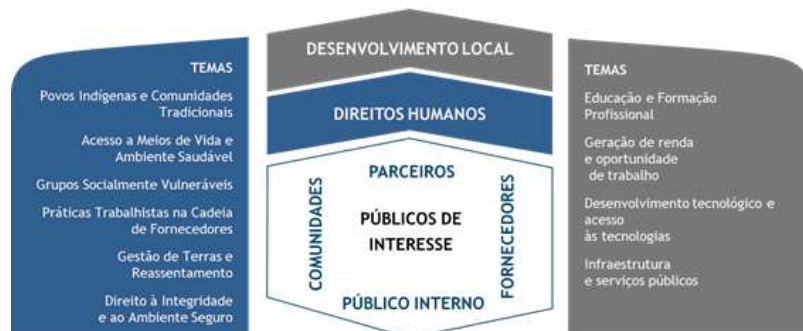 TEMAS
Povos Indígenas e Comunidades
Tradicionais
Acesso a Meios de Vida e
Ambiente Saudável
Grupos Socialmente Vulneráveis
Práticas Trabalhistas na Cadeia
de Fornecedores
Gestão de Terras e
Reassentamento
Direito à Integridade
e ao Ambiente Seguro
DESENVOLVIMENTO LOCAL
DIREITOS HUMANOS
PARCEIROS
COMUNIDADES
PÚBLICOS DE
INTERESSE
FORNECEDORES
PÚBLICO INTERNO
TEMAS
Educação e Formação
Profissional
Geração de renda
e oportunidade
de trabalho
Desenvolvimento tecnológico e
acesso
às tecnologias
Infraestrutura
e serviços públicos